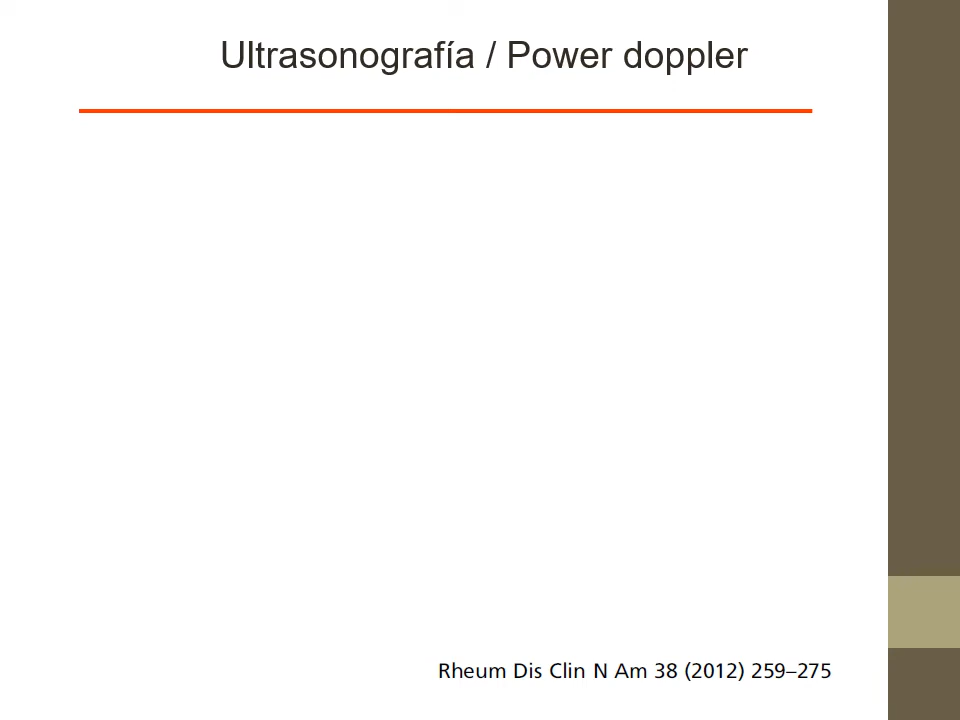 Ultrasonografía / Power doppler
Rheum Dis Clin N Am 38 (2012) 259–275